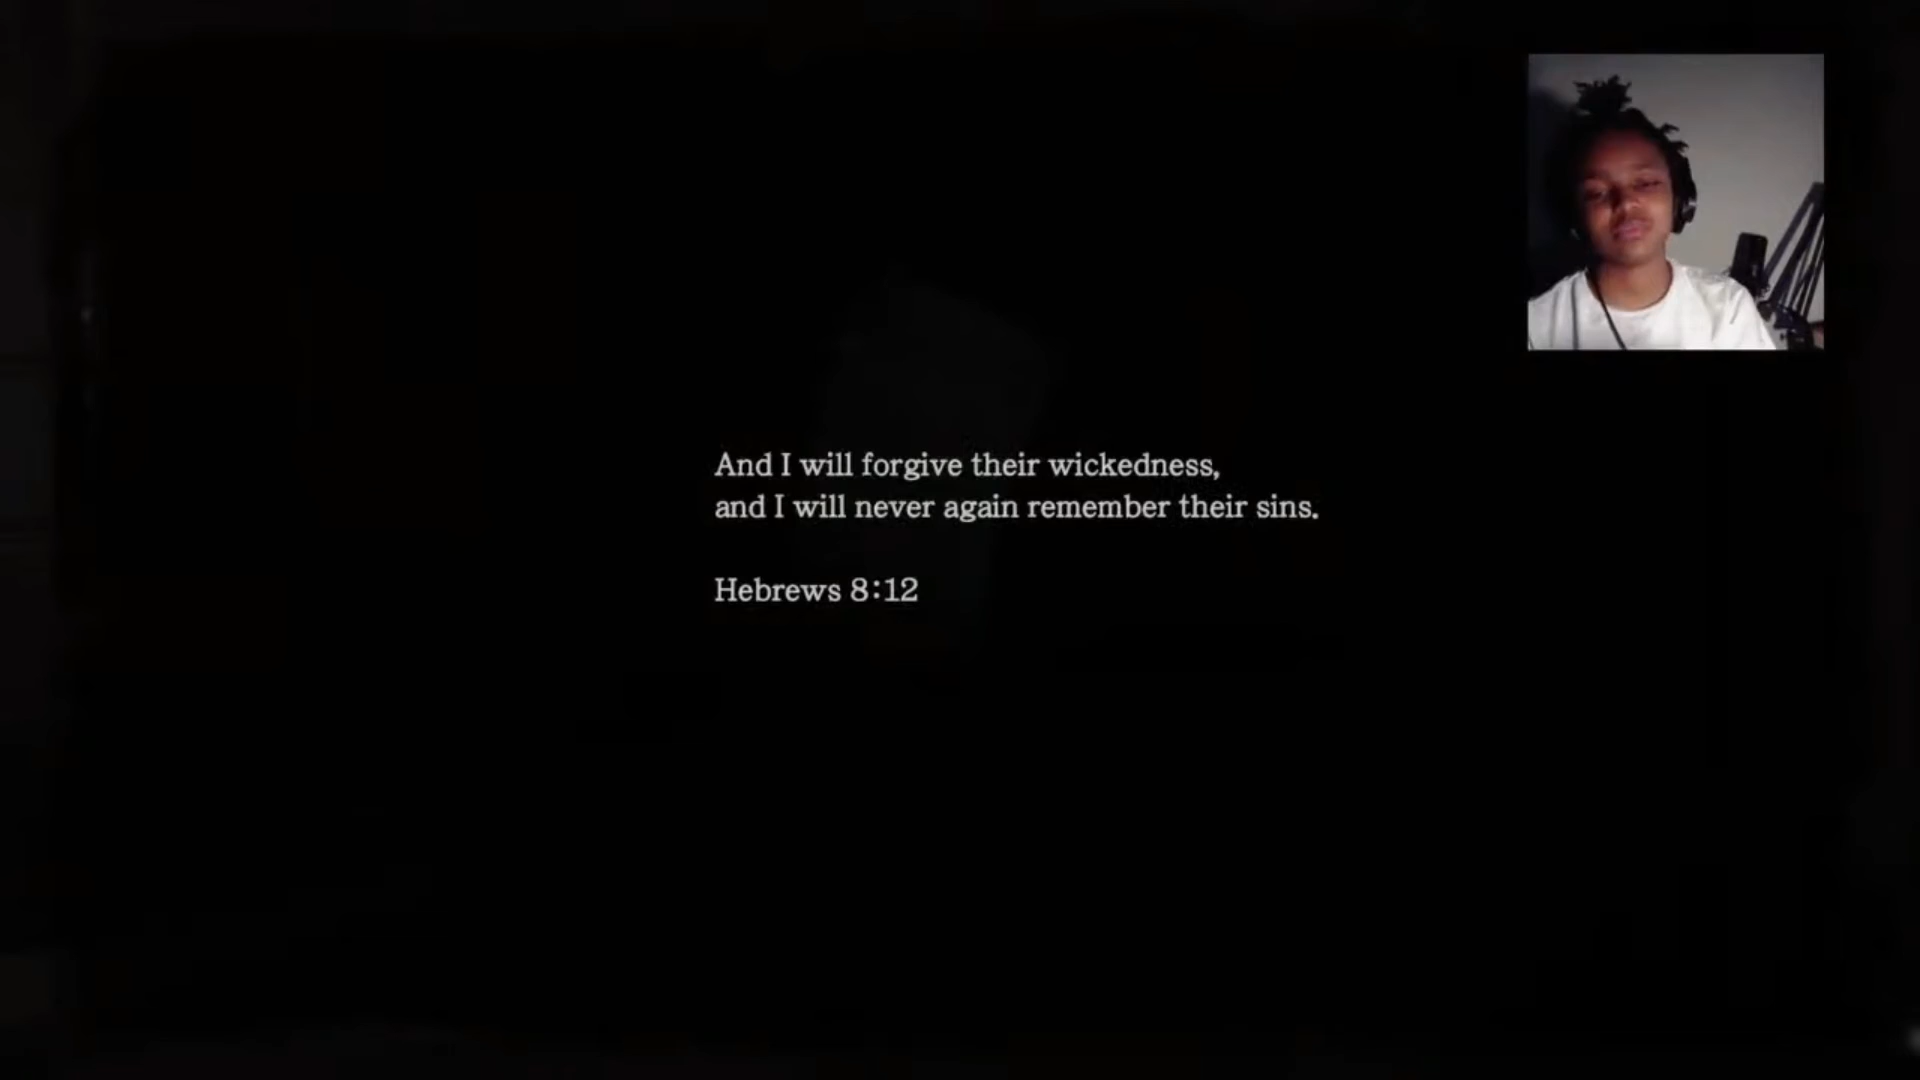 And I will forgive their wickedness,
and I will never again remember their sins.
Hebrews 8:12